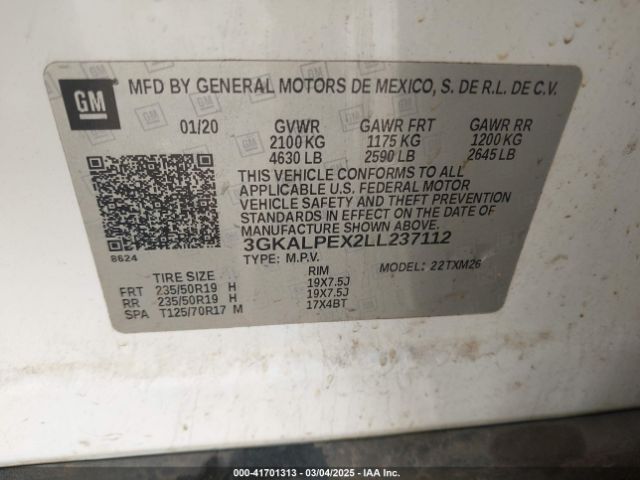 GM
MFD BY GENERAL MOTORS DE MEXICO, S. DE R.L. DE C.V.
01/20 GVWR GAWR FRT GAWR RR
2100 KG 1175 KG 1200 KG
4630 LB 2590 LB 2645 LB
THIS VEHICLE CONFORMS TO ALL
APPLICABLE U.S. FEDERAL MOTOR
VEHICLE SAFETY AND THEFT PREVENTION
STANDARDS IN EFFECT ON THE DATE OF
MANUFACTURE SHOWN ABOVE.
8624 3GKALPEX2LL237112
TYPE: M.P.V. MODEL: 22TXM26
TIRE SIZE RIM
FRT 235/50R19 H 19X7.5J
RR 235/50R19 H 19X7.5J
SPA T125/70R17 M 17X4BT
000-41701313 - 03/04/2025 - IAA Inc.